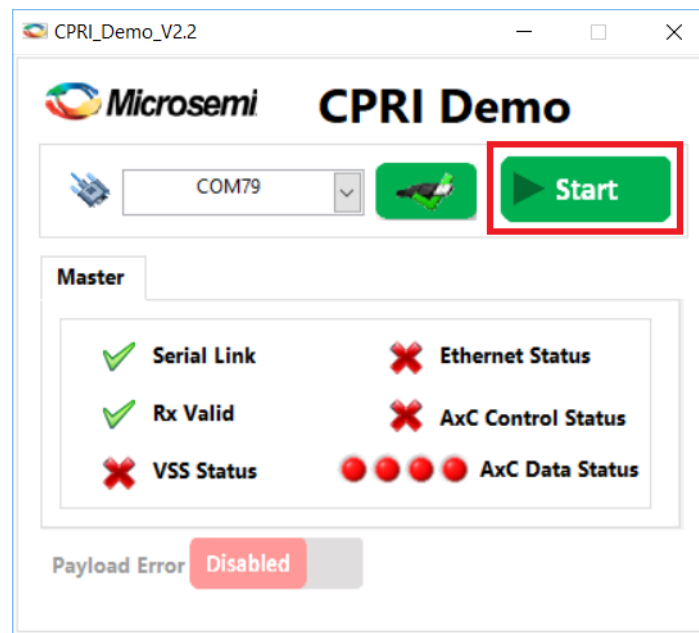 CPRI_Demo_V2.2
Microsemi
CPRI Demo
COM79
Start
Master
Serial Link
Ethernet Status
Rx Valid
AxC Control Status
VSS Status
AxC Data Status
Payload Error
Disabled